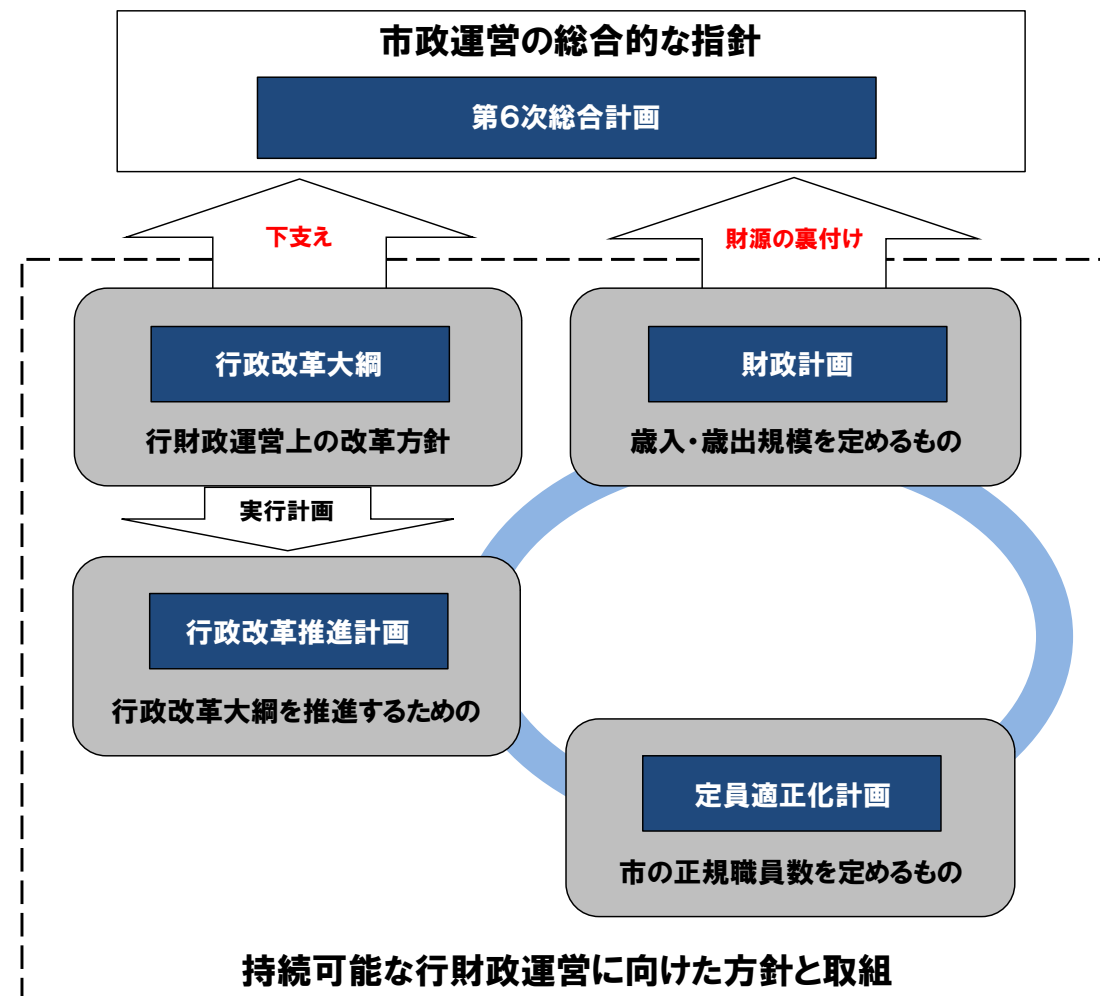 市政運営の総合的な指針
第6次総合計画
下支え
財源の裏付け
行政改革大綱
行財政運営上の改革方針
財政計画
歳入・歳出規模を定めるもの
実行計画
行政改革推進計画
行政改革大綱を推進するための
定員適正化計画
市の正規職員数を定めるもの
持続可能な行財政運営に向けた方針と取組